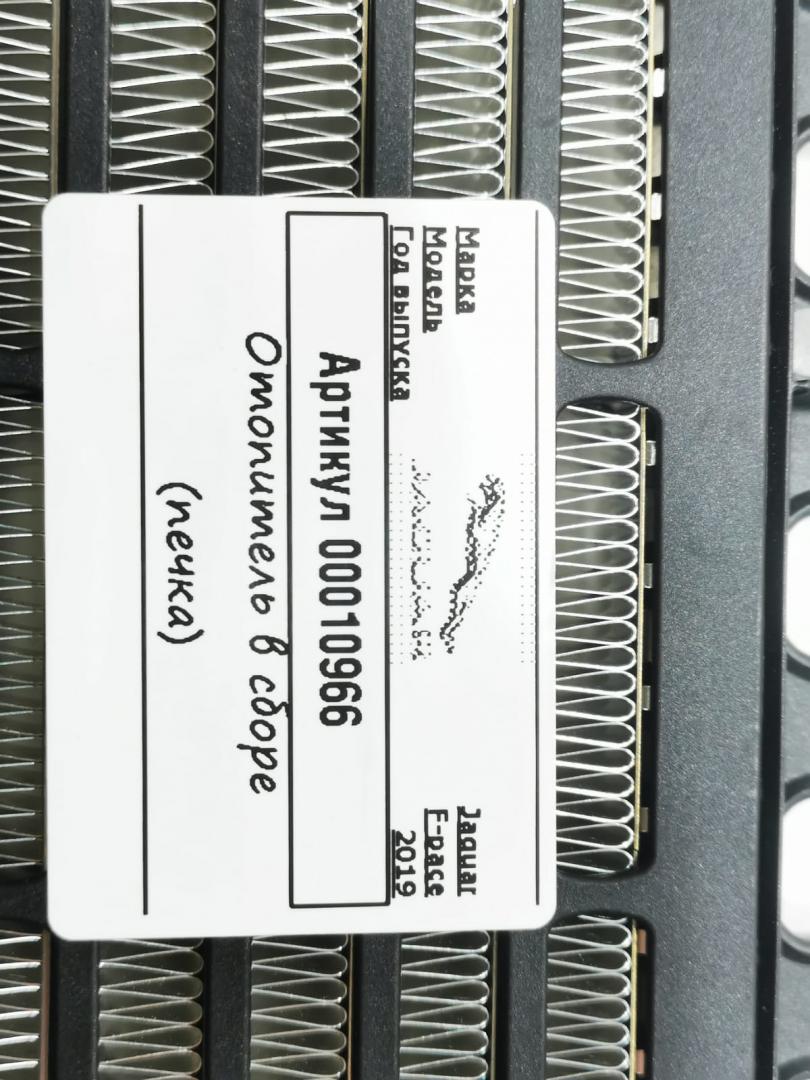 Марка Jaguar
Модель F-pace
Год выпуска 2019
Артикул 00010966
Отопитель в сборе
(печка)